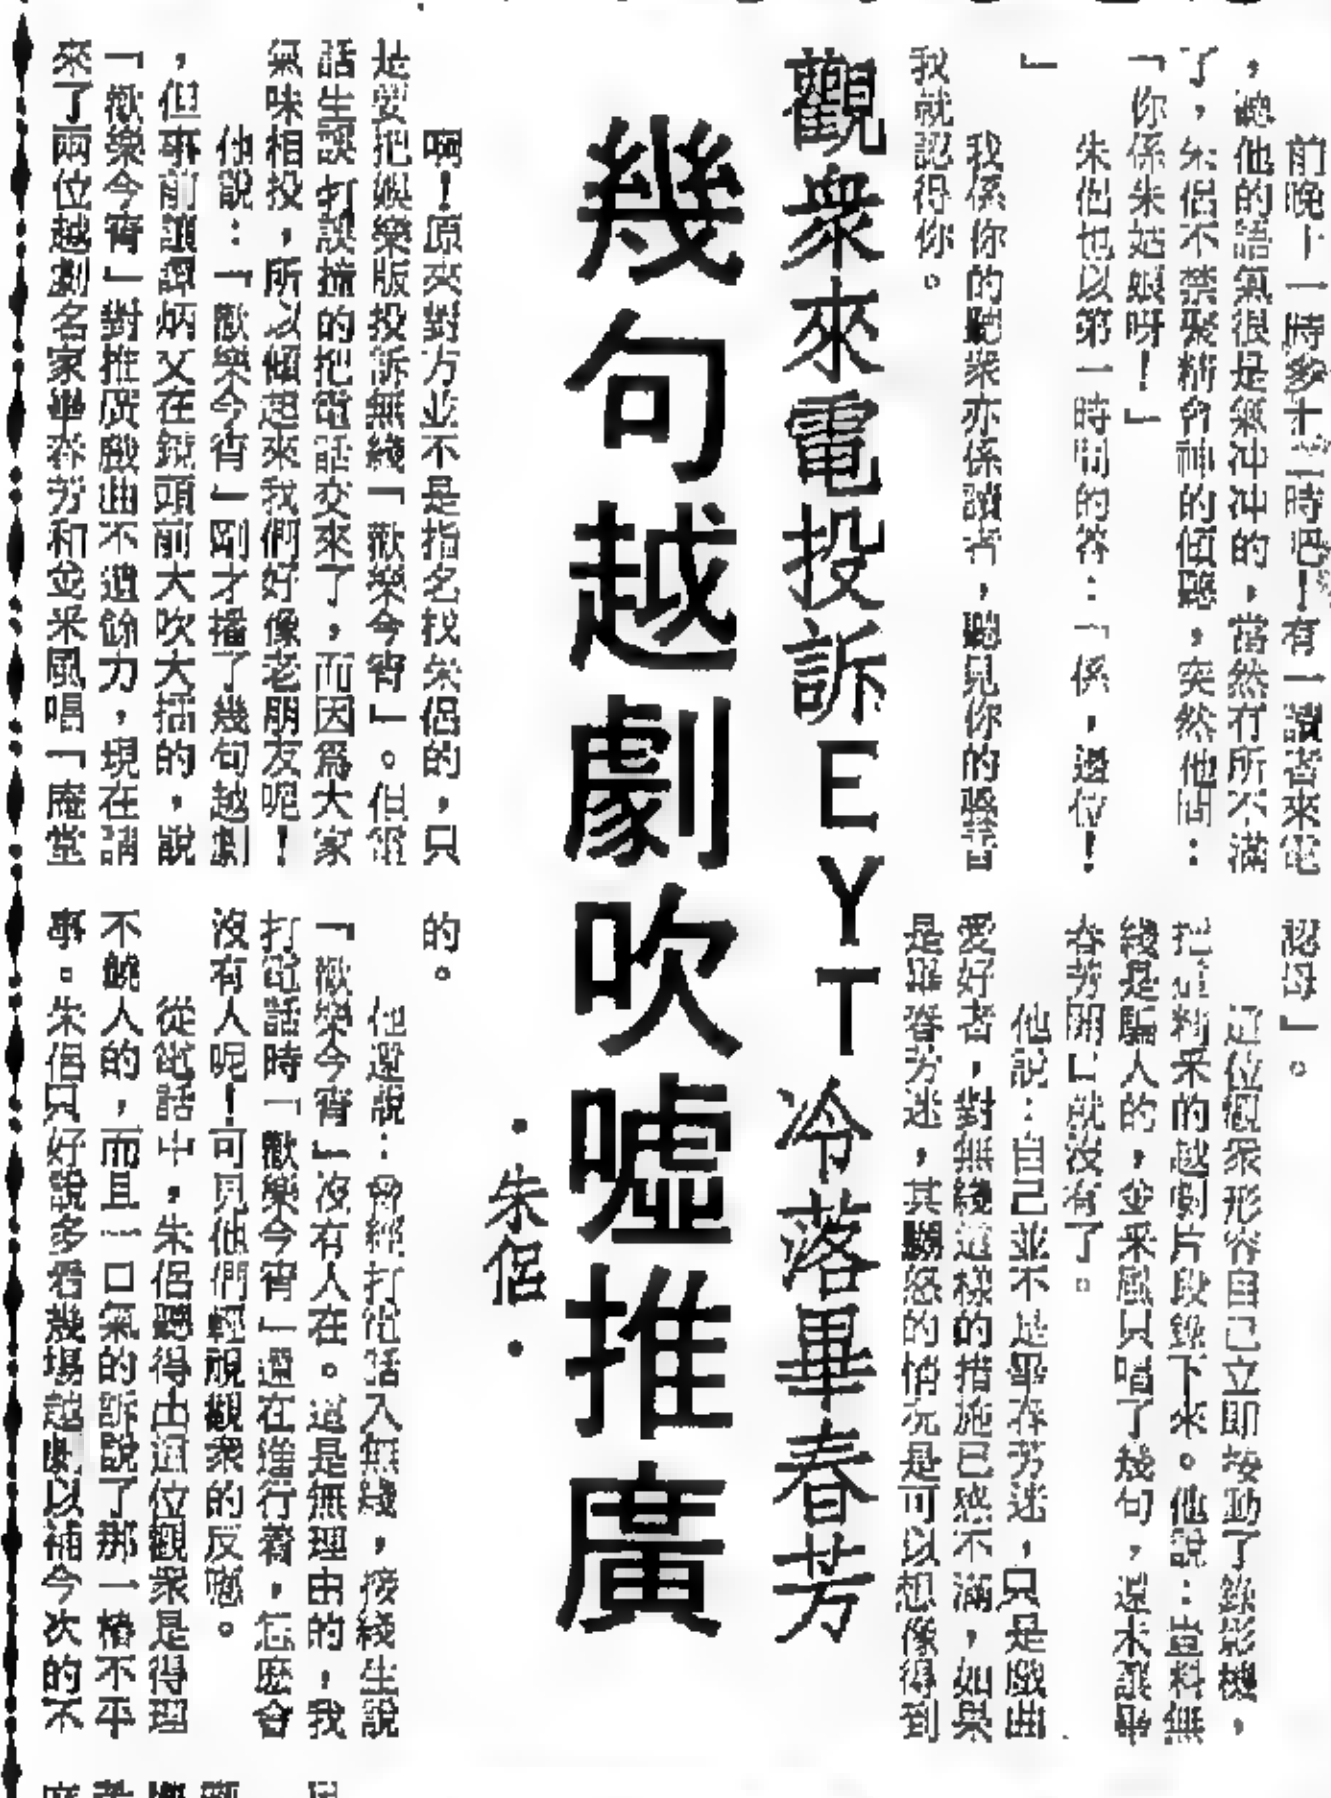 觀衆來電投訴EYT冷落畢春芳
幾句越劇吹噓推廣
·朱侶·
前晚十一時多十二時吧!有一讀者來電
，聽他的語氣很是氣冲冲的，當然有所不滿
了，朱侶不禁聚精會神的傾聽，突然他問：
「你係朱姑娘呀!」
朱侶也以第一時間的答：「係，邊位!
」
我係你的聽衆亦係讀者，聽見你的聲音
我就認得你。
啊!原來對方並不是指名找朱侶的，只
是要把娛樂版投訴無綫「歡樂今宵」。但電
話生誤打誤撞的把電話交來了，而因爲大家
氣味相投，所以傾起來我們好像老朋友呢!
他說：「歡樂今宵」剛才播了幾句越劇
，但事前讓譚炳文在鏡頭前大吹大擂的，說
「歡樂今宵」對推廣戲曲不遺餘力，現在請
來了兩位越劇名家畢春芳和金采風唱「庵堂
認母」。
這位觀衆形容自己立即按動了錄影機，
把這精釆的越劇片段錄下來。他說：豈料無
綫是騙人的，金釆風只唱了幾句，還未讓畢
春芳開口就沒有了。
他說：自己並不是畢春芳迷，只是戲曲
愛好者，對無綫這樣的措施已感不滿，如果
是畢春芳迷，其嬲怒的情况是可以想像得到
的。
他還說：曾經打電話入無綫，接綫生說
「歡樂今宵」沒有人在。這是無理由的，我
打電話時「歡樂今宵」還在進行着，怎麽會
沒有人呢!可見他們輕視觀衆的反應。
從電話中，朱侶聽得出這位觀衆是得理
不饒人的，而且一口氣的訴說了那一樁不平
事。朱侶只好說多看幾場越劇以補今次的不